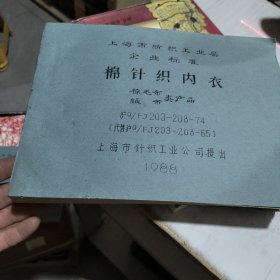 上海市纺织工业局
企业标准
棉针织内衣
棉毛布
绒 布
类产品
沪Q/FJ203-208-74
(代替沪Q/FJ203-208-65)
上海市针织工业公司提出
1988